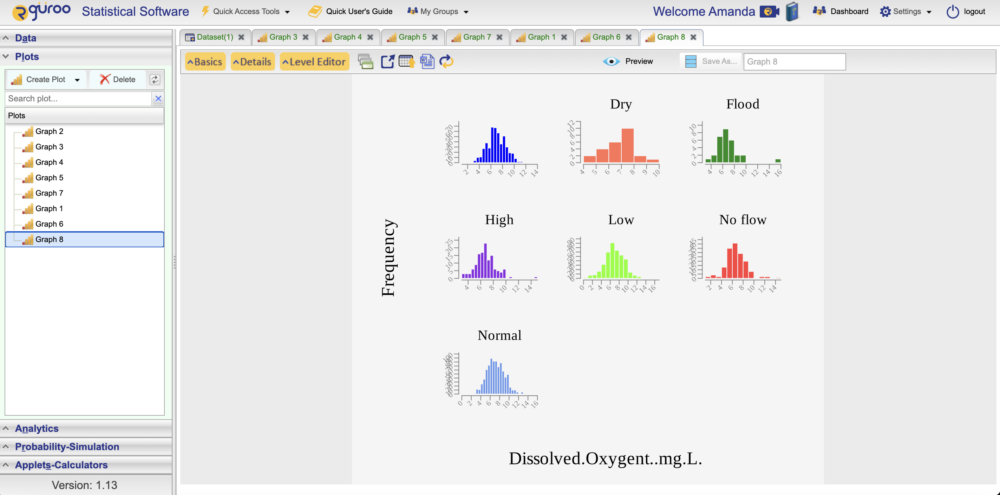 Rguroo Statistical Software Quick Access Tools Quick User's Guide My Groups Welcome Amanda Dashboard Settings logout
Data
Plots
Create Plot Delete
Search plot...
Plots
Graph 2
Graph 3
Graph 4
Graph 5
Graph 7
Graph 1
Graph 6
Graph 8
Analytics
Probability-Simulation
Applets-Calculators
Version: 1.13
Dataset(1) Graph 3 Graph 4 Graph 5 Graph 7 Graph 1 Graph 6 Graph 8
Basics Details Level Editor Preview Save As... Graph 8
Dry Flood
2 4 6 8 10 12 14
12 10 8 6 4 2 0
4 5 6 7 8 9 10
10 8 6 4 2 0
4 6 8 10 12 14 16
Frequency
High Low No flow
25 20 15 10 5 0
4 6 8 10 12 14
0 2 4 6 8 10 12 14 16
2 4 6 8 10 12 14
Normal
0 2 4 6 8 10 12 14 16
Dissolved.Oxygent..mg.L.